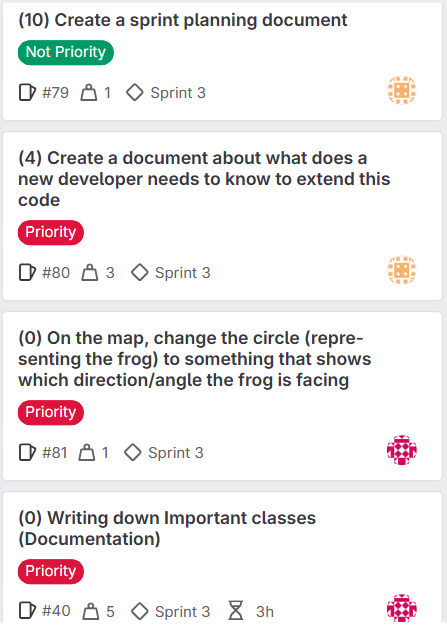 (10) Create a sprint planning document
Not Priority
#79 1 Sprint 3
(4) Create a document about what does a
new developer needs to know to extend this
code
Priority
#80 3 Sprint 3
(0) On the map, change the circle (repre-
senting the frog) to something that shows
which direction/angle the frog is facing
Priority
#81 1 Sprint 3
(0) Writing down Important classes
(Documentation)
Priority
#40 5 Sprint 3 3h